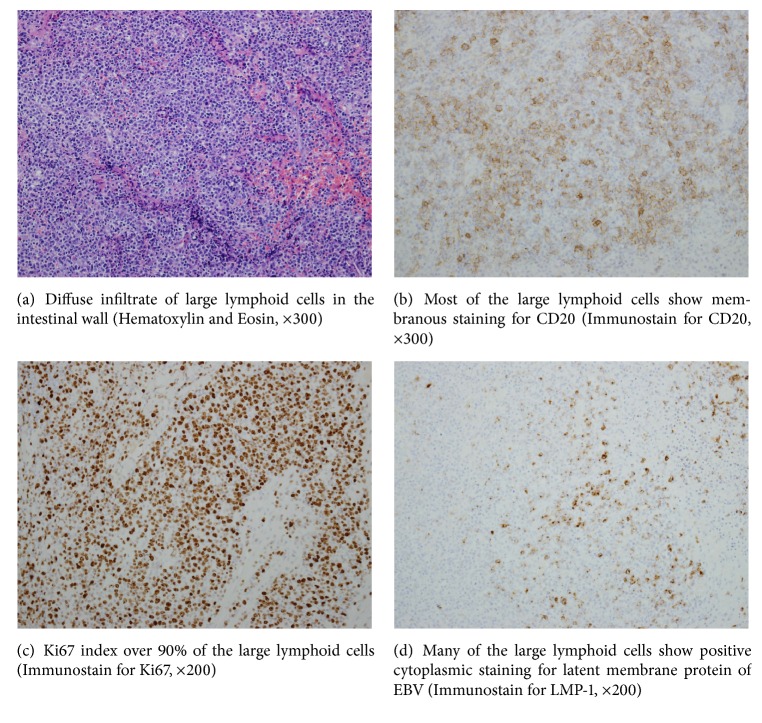 (a) Diffuse infiltrate of large lymphoid cells in the
intestinal wall (Hematoxylin and Eosin, ×300)
(b) Most of the large lymphoid cells show mem-
branous staining for CD20 (Immunostain for CD20,
×300)
(c) Ki67 index over 90% of the large lymphoid cells
(Immunostain for Ki67, ×200)
(d) Many of the large lymphoid cells show positive
cytoplasmic staining for latent membrane protein of
EBV (Immunostain for LMP-1, ×200)